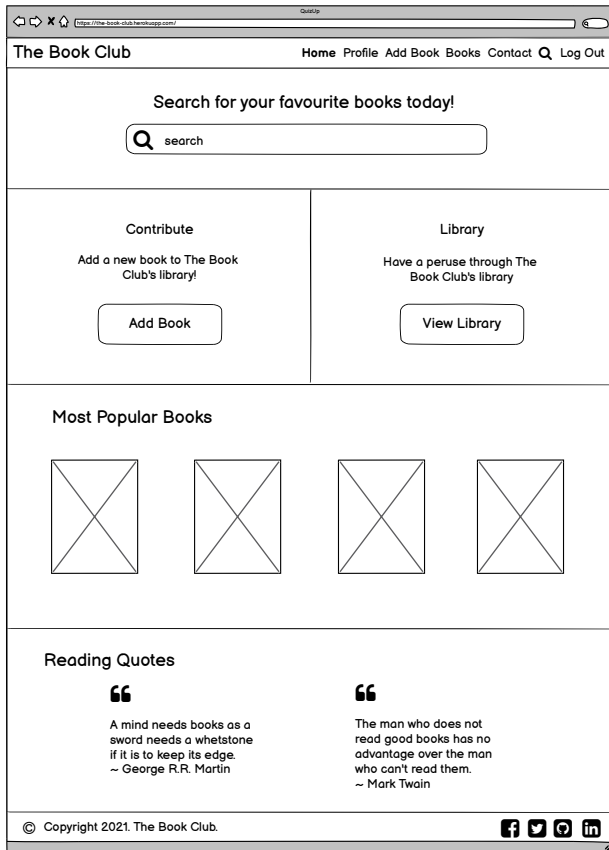 QuizUp
https://the-book-club.herokuapp.com/
The Book Club
Home Profile Add Book Books Contact Log Out
Search for your favourite books today!
search
Contribute
Add a new book to The Book
Club's library!
Add Book
Library
Have a peruse through The
Book Club's library
View Library
Most Popular Books
Reading Quotes
A mind needs books as a
sword needs a whetstone
if it is to keep its edge.
~ George R.R. Martin
The man who does not
read good books has no
advantage over the man
who can't read them.
~ Mark Twain
© Copyright 2021. The Book Club.